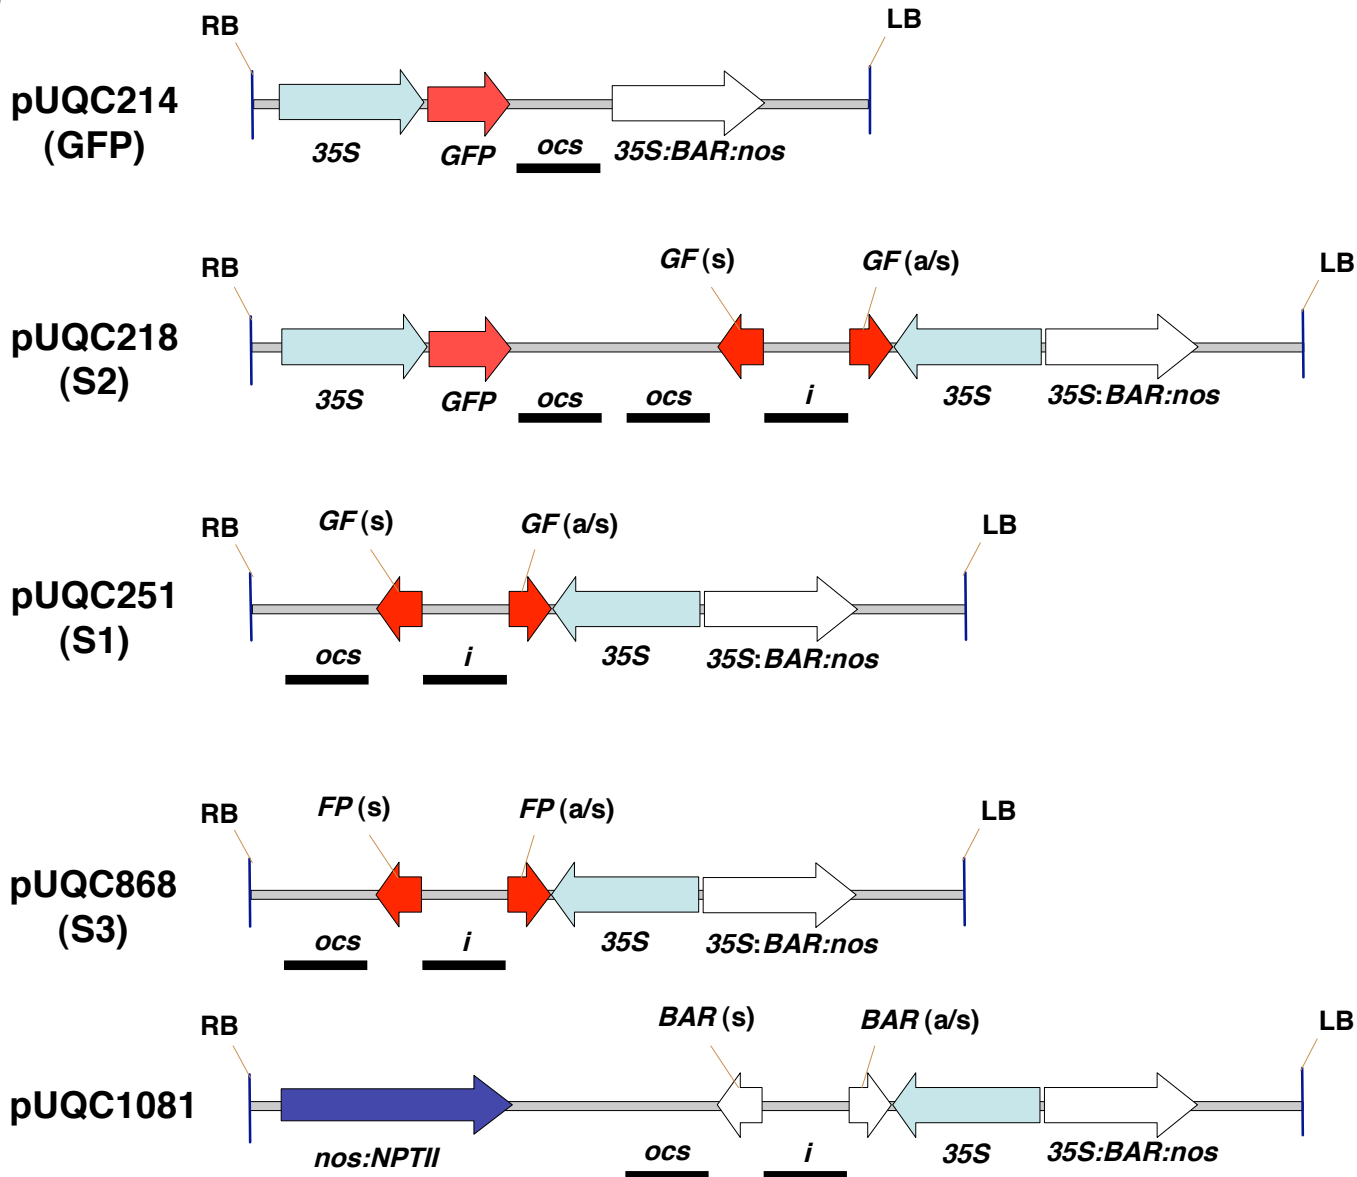 RB LB
pUQC214
(GFP)
35S GFP ocs 35S:BAR:nos
GF (s) GF (a/s)
RB LB
pUQC218
(S2)
35S GFP ocs ocs i 35S 35S:BAR:nos
GF (s) GF (a/s)
RB LB
pUQC251
(S1)
ocs i 35S 35S:BAR:nos
FP (s) FP (a/s)
RB LB
pUQC868
(S3)
ocs i 35S 35S:BAR:nos
BAR (s) BAR (a/s)
RB LB
pUQC1081
nos:NPTII ocs i 35S 35S:BAR:nos